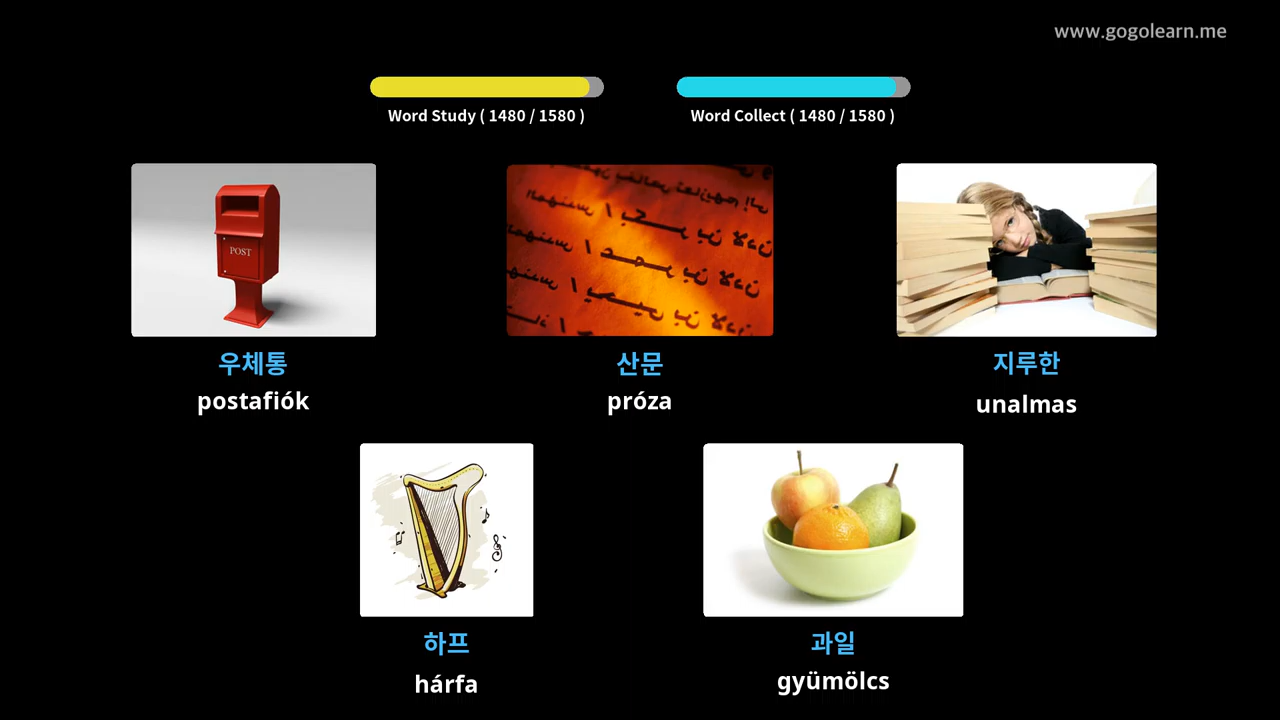 www.gogolearn.me
Word Study ( 1480 / 1580 )
Word Collect ( 1480 / 1580 )
POST
우체통
postafiók
산문
próza
지루한
unalmas
하프
hárfa
과일
gyümölcs